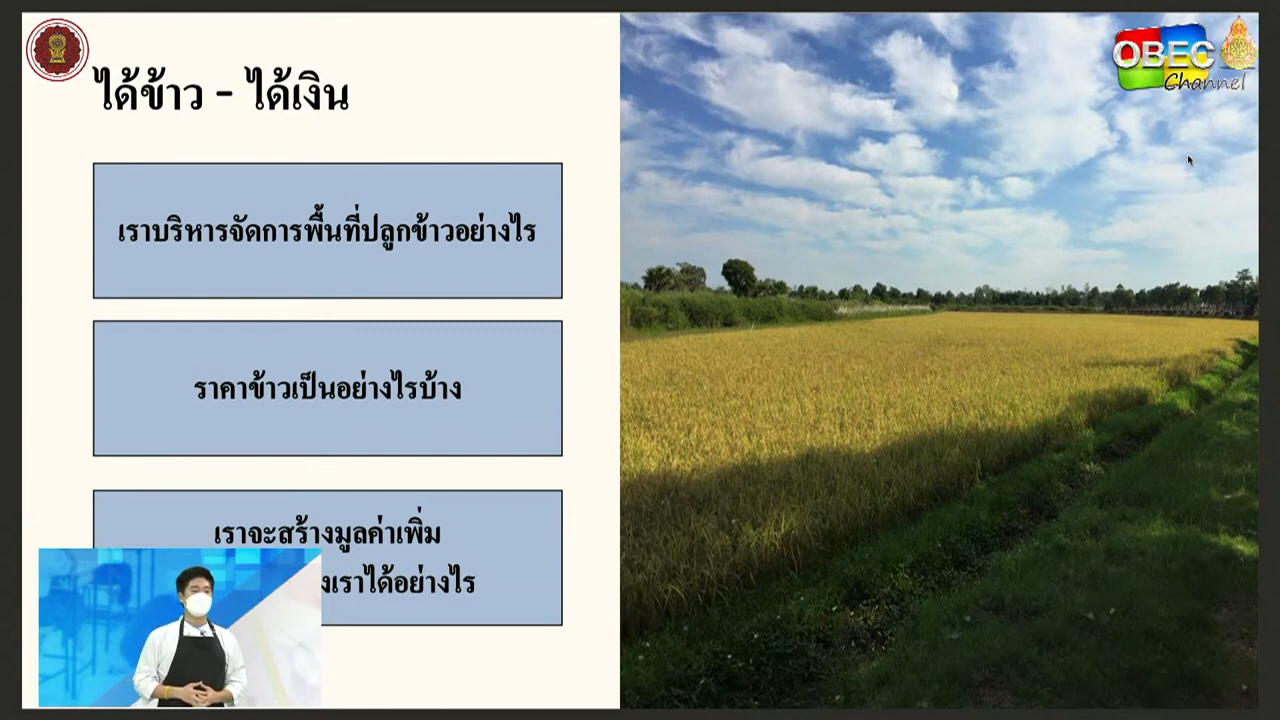 ได้ข้าว - ได้เงิน
OBEC
Channel
เราบริหารจัดการพื้นที่ปลูกข้าวอย่างไร
ราคาข้าวเป็นอย่างไรบ้าง
เราจะสร้างมูลค่าเพิ่ม
งเราได้อย่างไร